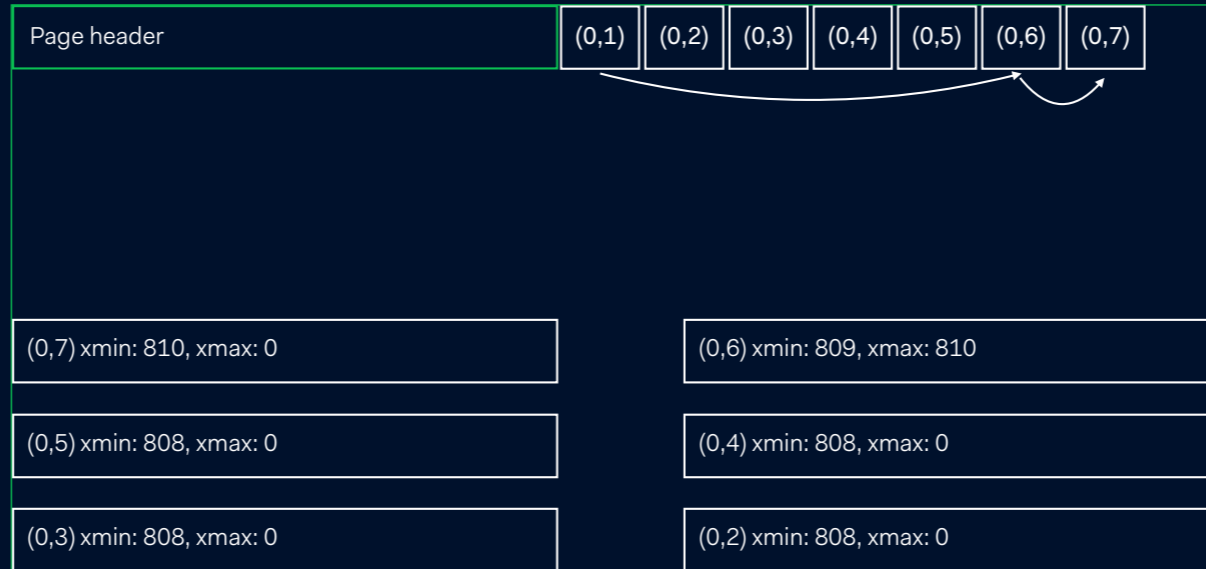 Page header (0,1) (0,2) (0,3) (0,4) (0,5) (0,6) (0,7)
(0,7) xmin: 810, xmax: 0 (0,6) xmin: 809, xmax: 810
(0,5) xmin: 808, xmax: 0 (0,4) xmin: 808, xmax: 0
(0,3) xmin: 808, xmax: 0 (0,2) xmin: 808, xmax: 0